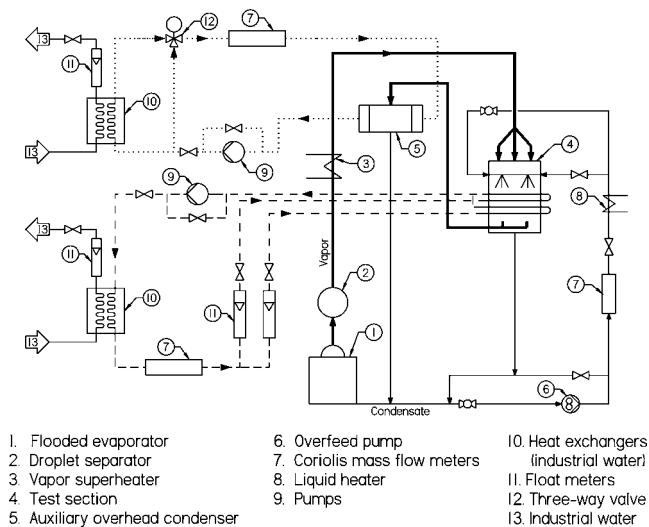 13
12
7
11
10
13
9
5
3
4
8
9
13
11
10
13
Vapor
2
11
7
1
7
6
Condensate
1. Flooded evaporator
2. Droplet separator
3. Vapor superheater
4. Test section
5. Auxiliary overhead condenser
6. Overfeed pump
7. Coriolis mass flow meters
8. Liquid heater
9. Pumps
10. Heat exchangers
(industrial water)
11. Float meters
12. Three-way valve
13. Industrial water